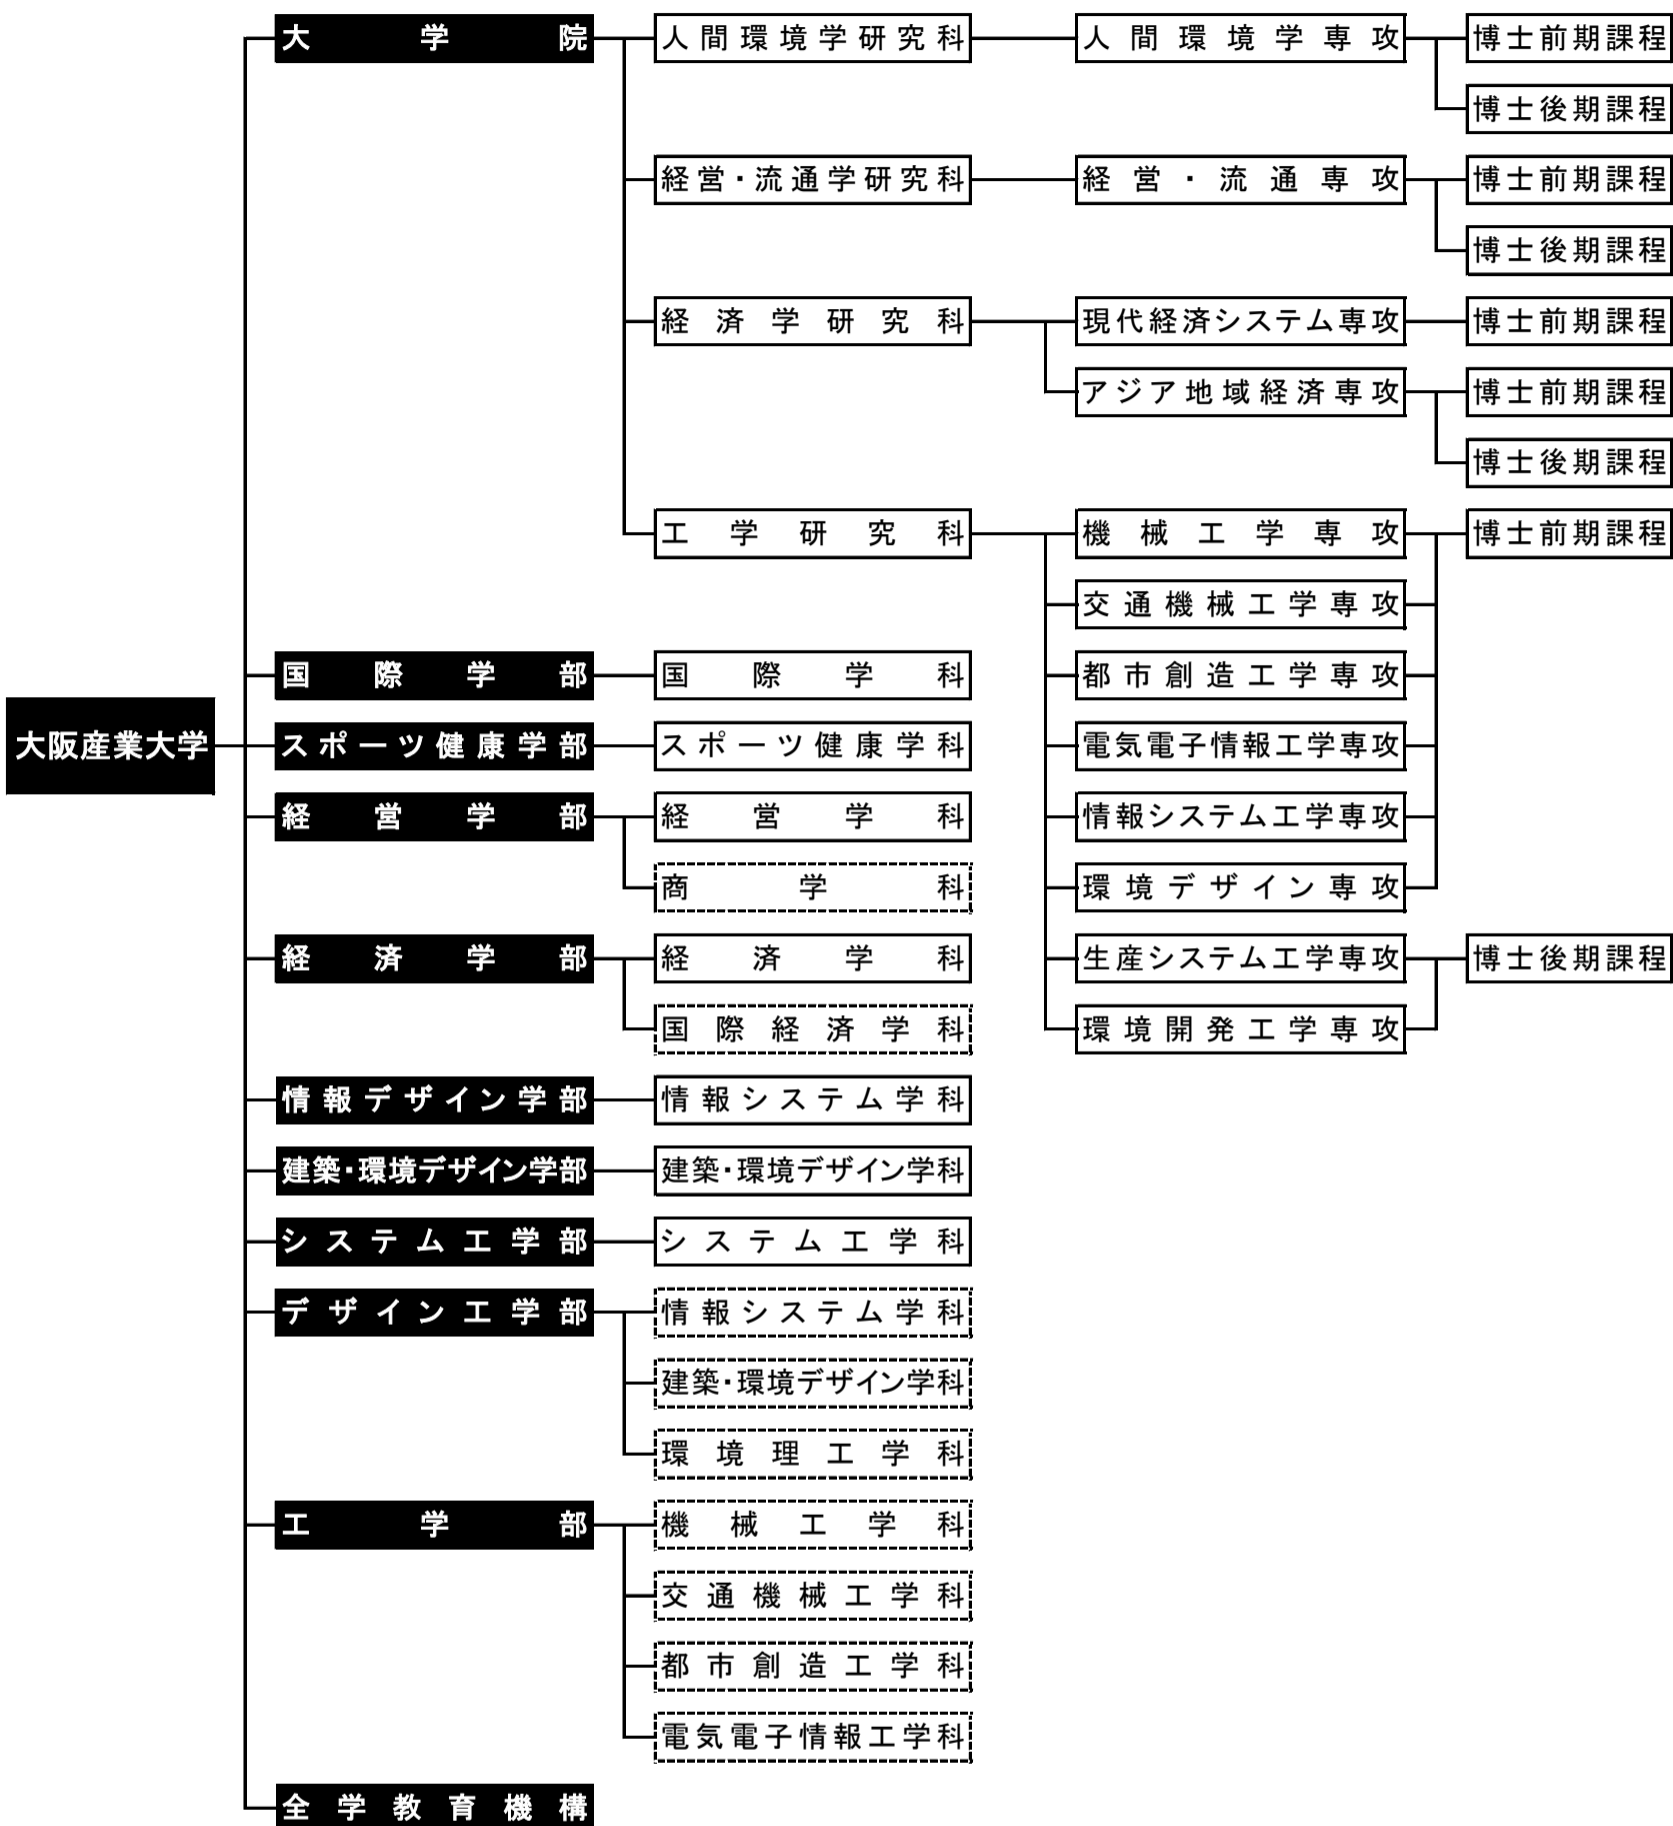 大学院 人間環境学研究科 人間環境学専攻 博士前期課程
博士後期課程
経営・流通学研究科 経営・流通専攻 博士前期課程
博士後期課程
経済学研究科 現代経済システム専攻 博士前期課程
アジア地域経済専攻 博士前期課程
博士後期課程
工学研究科 機械工学専攻 博士前期課程
交通機械工学専攻
国際学部 国際学科 都市創造工学専攻
大阪産業大学 スポーツ健康学部 スポーツ健康学科 電気電子情報工学専攻
経営学部 経営学科 情報システム工学専攻
商学科 環境デザイン専攻
経済学部 経済学科 生産システム工学専攻 博士後期課程
国際経済学科 環境開発工学専攻
情報デザイン学部 情報システム学科
建築・環境デザイン学部 建築・環境デザイン学科
システム工学部 システム工学科
デザイン工学部 情報システム学科
建築・環境デザイン学科
環境理工学科
工学部 機械工学科
交通機械工学科
都市創造工学科
電気電子情報工学科
全学教育機構